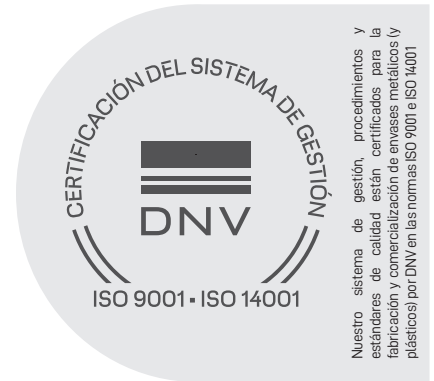 CERTIFICACIÓN DEL SISTEMA DE GESTIÓN
DNV
ISO 9001 ▪ ISO 14001
Nuestro sistema de gestión, procedimientos y
estándares de calidad están certificados para la
fabricación y comercialización de envases metálicos (y
plásticos) por DNV en las normas ISO 9001 e ISO 14001